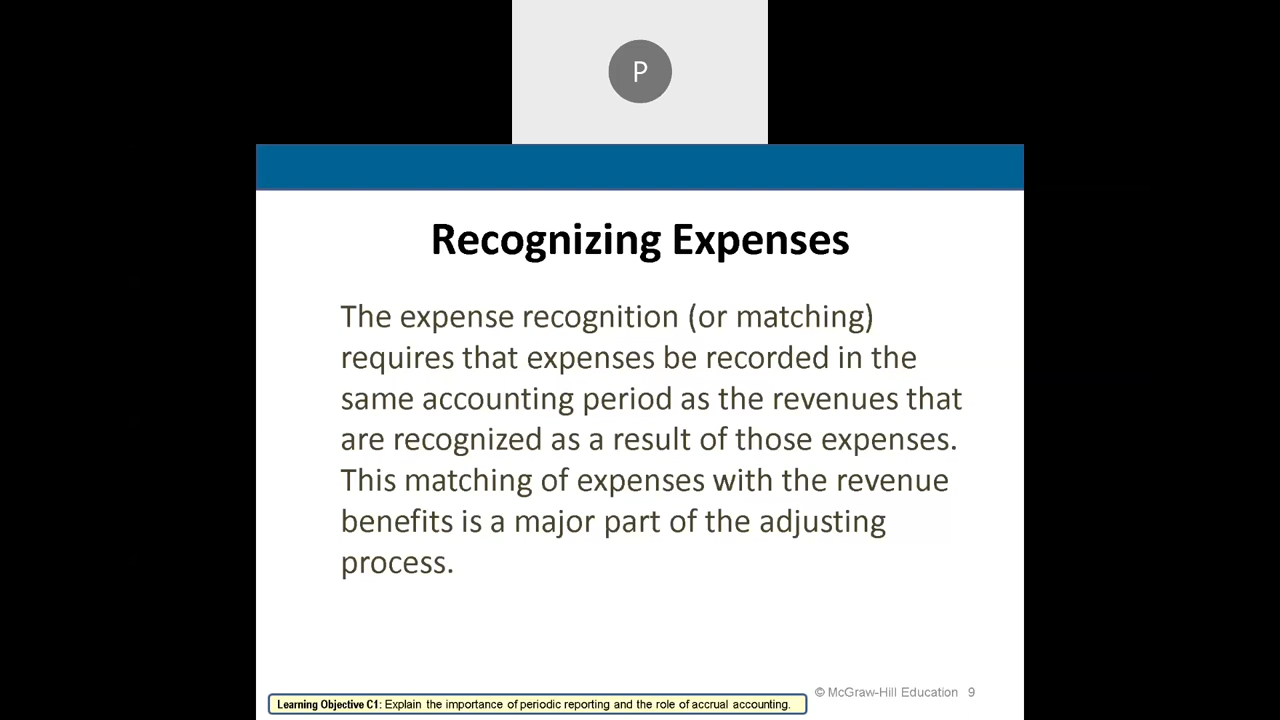 P
Recognizing Expenses
The expense recognition (or matching)
requires that expenses be recorded in the
same accounting period as the revenues that
are recognized as a result of those expenses.
This matching of expenses with the revenue
benefits is a major part of the adjusting
process.
© McGraw-Hill Education 9
Learning Objective C1: Explain the importance of periodic reporting and the role of accrual accounting.